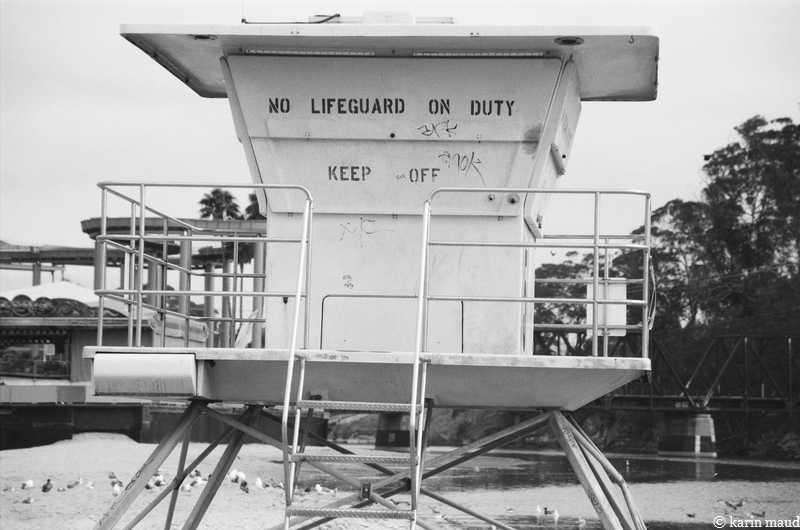 NO LIFEGUARD ON DUTY
KEEP OFF
© karin maud